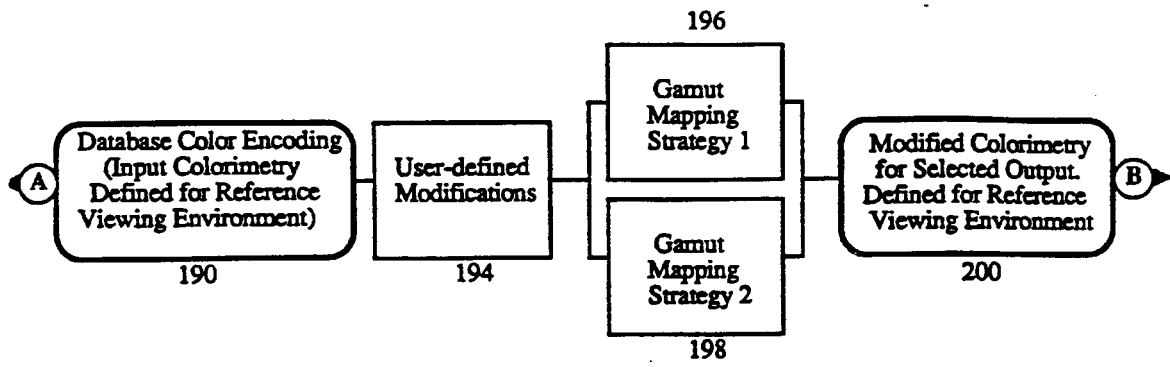 A
Database Color Encoding
(Input Colorimetry
Defined for Reference
Viewing Environment)
190
User-defined
Modifications
194
196
Gamut
Mapping
Strategy 1
Gamut
Mapping
Strategy 2
198
Modified Colorimetry
for Selected Output.
Defined for Reference
Viewing Environment
200
B